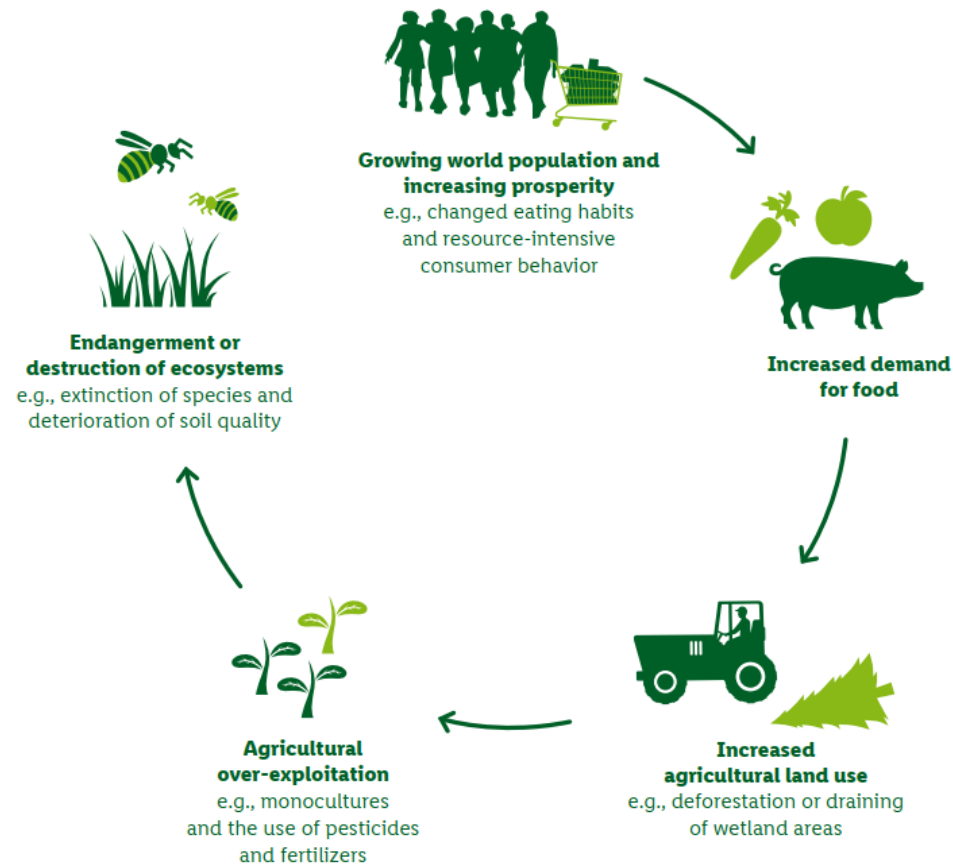 Growing world population and
increasing prosperity
e.g., changed eating habits
and resource-intensive
consumer behavior
Increased demand
for food
Increased
agricultural land use
e.g., deforestation or draining
of wetland areas
Agricultural
over-exploitation
e.g., monocultures
and the use of pesticides
and fertilizers
Endangerment or
destruction of ecosystems
e.g., extinction of species and
deterioration of soil quality